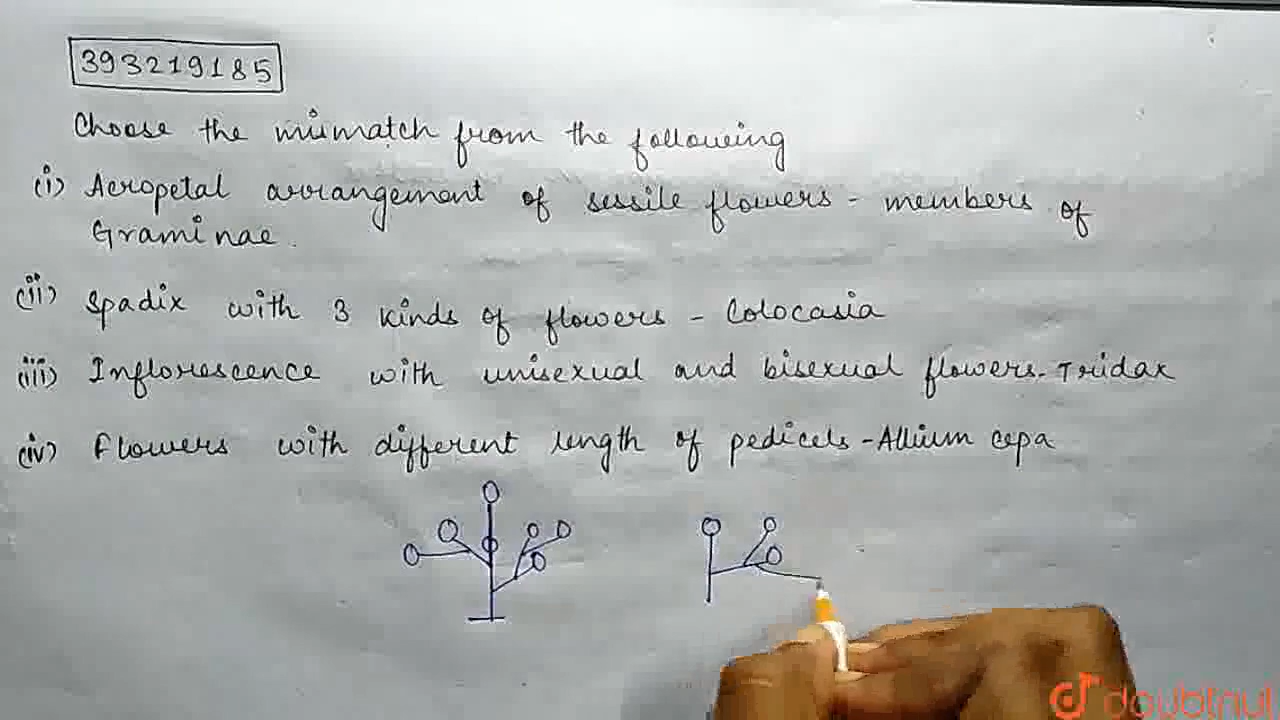 393219185
Choose the mismatch from the following
(i) Acropetal arrangement of sessile flowers - members of
Graminae.
(ii) Spadix with 3 kinds of flowers - Colocasia
(iii) Inflorescence with unisexual and bisexual flowers - Tridax
(iv) Flowers with different length of pedicels - Allium cepa
doubtnut